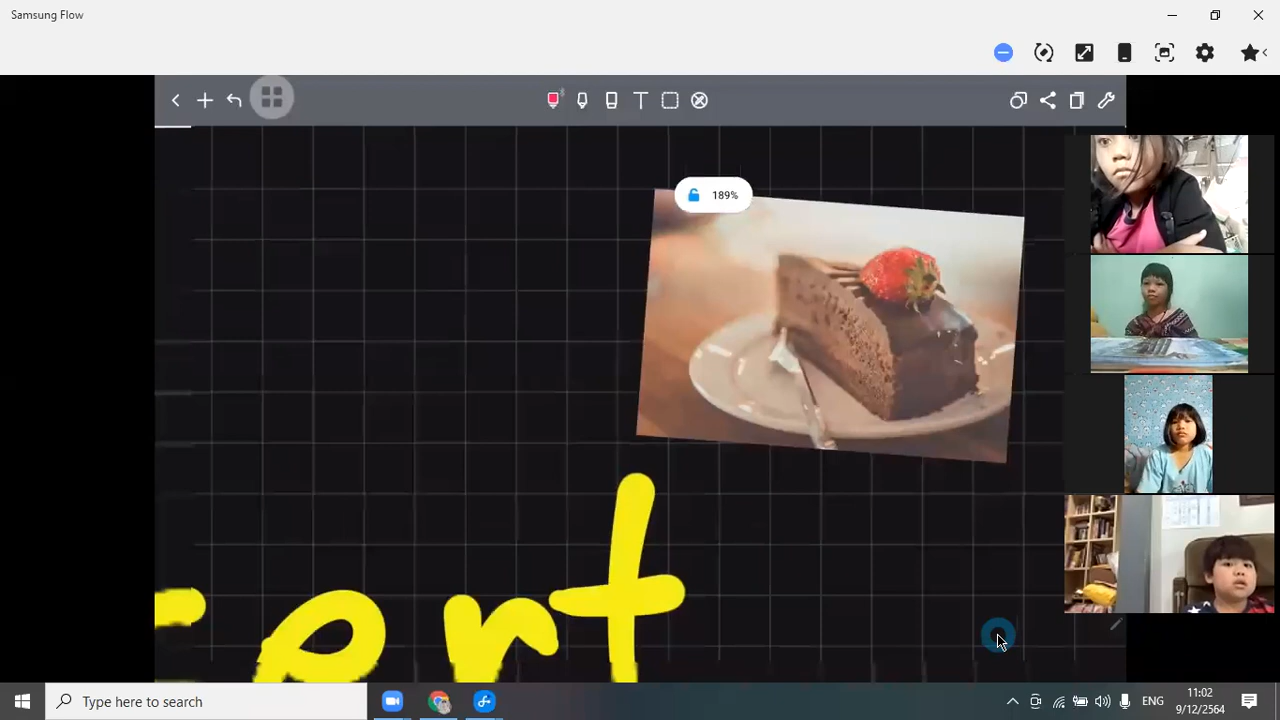 Samsung Flow
189%
ert
Type here to search
ENG
11:02
9/12/2564